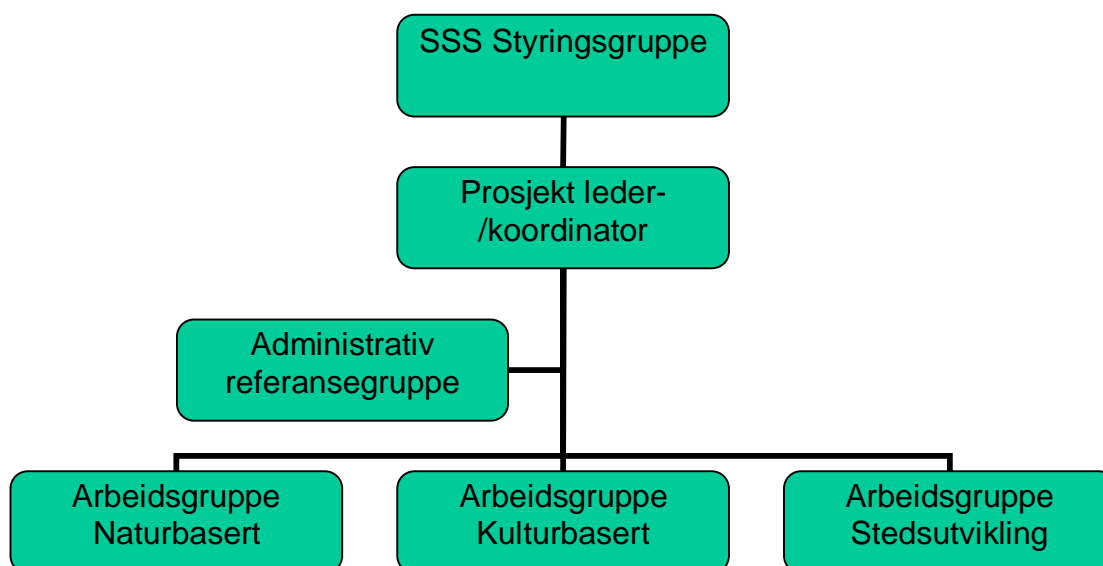 SSS Styringsgruppe
Prosjekt leder-
/koordinator
Administrativ
referansegruppe
Arbeidsgruppe
Naturbasert
Arbeidsgruppe
Kulturbasert
Arbeidsgruppe
Stedsutvikling